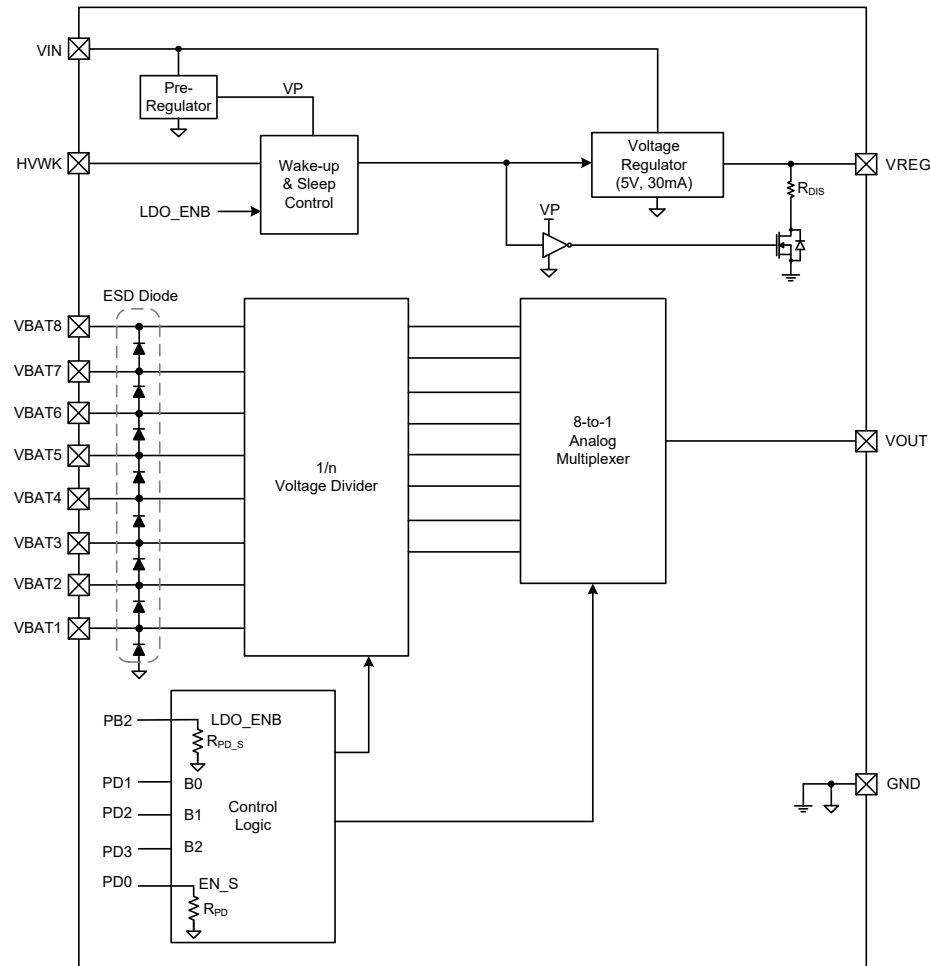 VIN
Pre-
Regulator
VP
HVWK
Wake-up
& Sleep
Control
LDO_ENB
Voltage
Regulator
(5V, 30mA)
VREG
RDIS
VP
ESD Diode
VBAT8
VBAT7
VBAT6
VBAT5
VBAT4
VBAT3
VBAT2
VBAT1
1/n
Voltage Divider
8-to-1
Analog
Multiplexer
VOUT
PB2
LDO_ENB
RPD_S
PD1
B0
PD2
B1
PD3
B2
Control
Logic
PD0
EN_S
RPD
GND